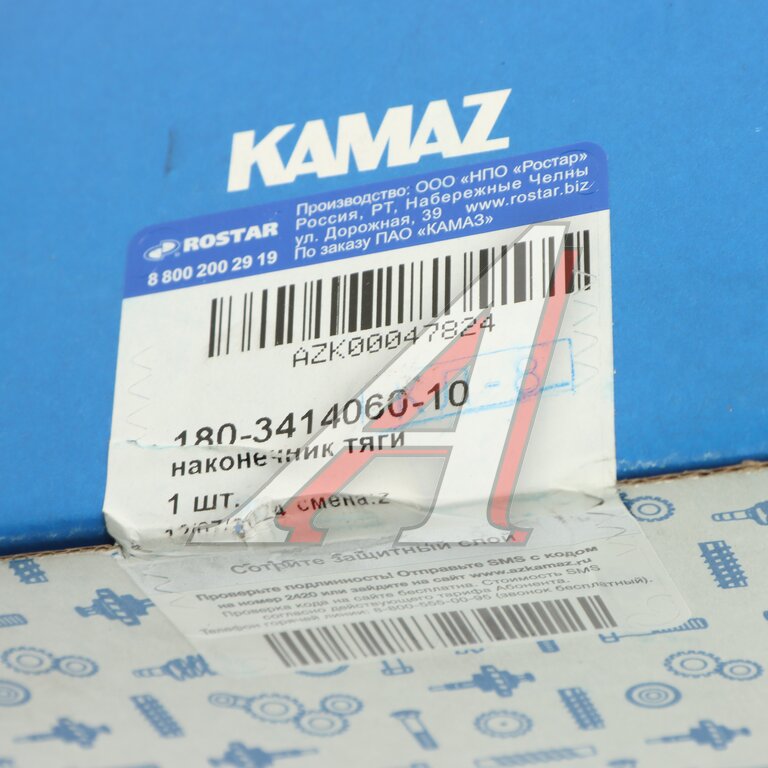 KAMAZ
ROSTAR
8 800 200 29 19
Производство: ООО «НПО «Ростар»
Россия, РТ, Набережные Челны
ул. Дорожная, 39 www.rostar.biz
По заказу ПАО «КАМАЗ»
AZK00047824
180-3414060-10
наконечник тяги
1 шт.
смена:2
Сотрите защитный слой
Проверьте подлинность! Отправьте SMS с кодом
на номер 2420 или зайдите на сайт www.azkamaz.ru
Проверка кода на сайте бесплатна. Стоимость SMS
согласно действующего тарифа Абонента.
Телефон горячей линии: 8-800-555-00-35 (звонок бесплатный).